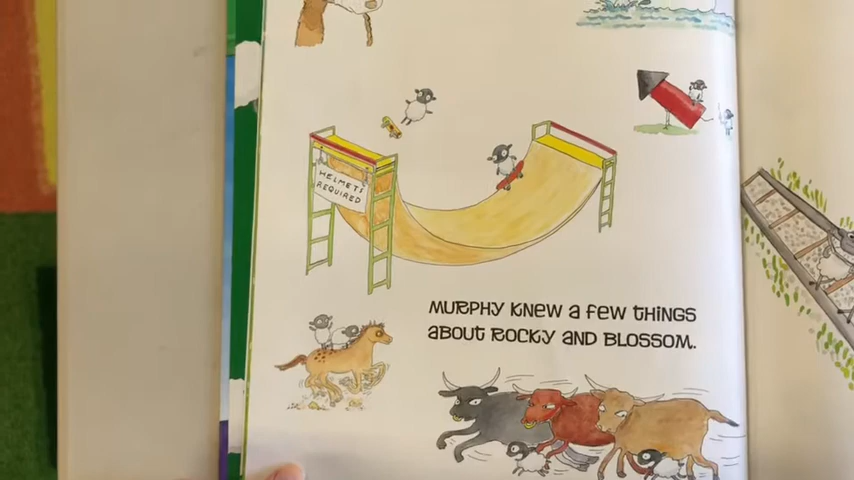 HELMETS
REQUIRED
MURPHY KNEW A FEW THINGS
ABOUT ROCKY AND BLOSSOM.